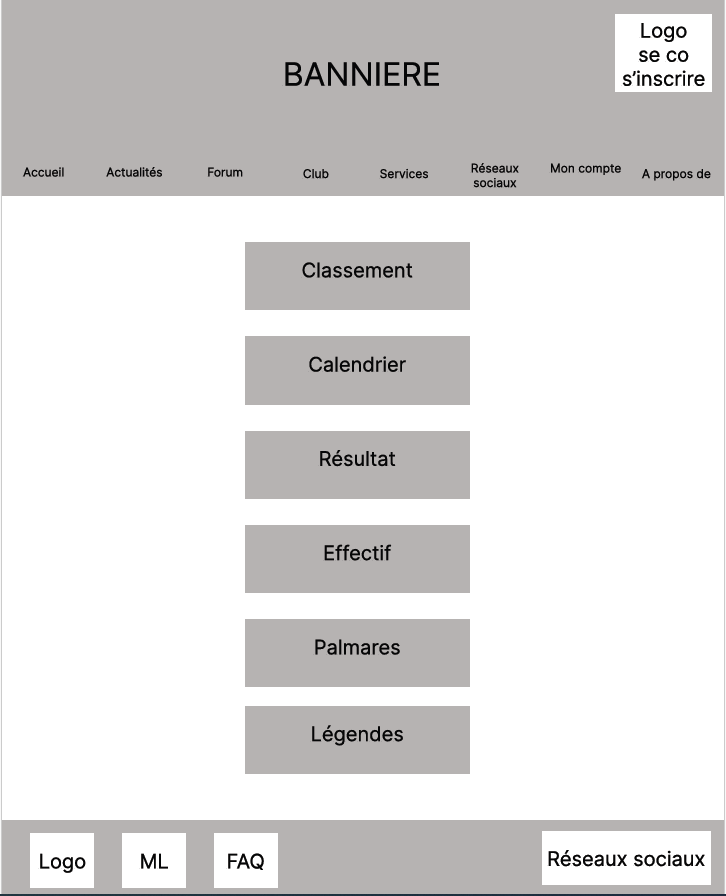 Logo
se co
s'inscrire
BANNIERE
Accueil
Actualités
Forum
Club
Services
Réseaux
sociaux
Mon compte
A propos de
Classement
Calendrier
Résultat
Effectif
Palmares
Légendes
Logo
ML
FAQ
Réseaux sociaux